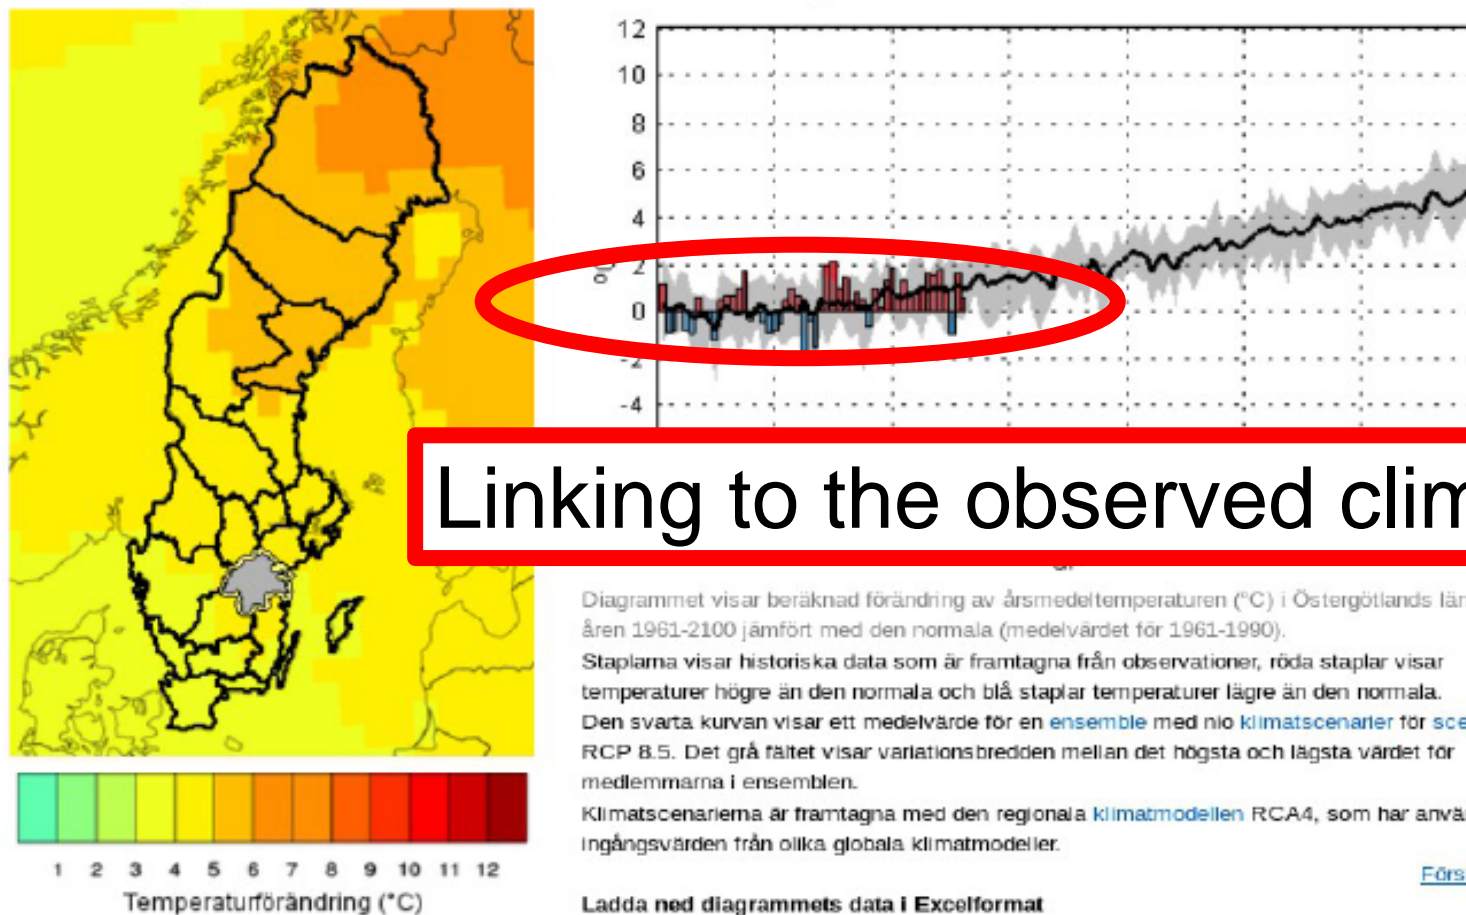 12
10
8
6
4
2
0
-2
-4
°C
Linking to the observed clim
Diagrammet visar beräknad förändring av årsmedeltemperaturen (°C) i Östergötlands län
åren 1961-2100 jämfört med den normala (medelvärdet för 1961-1990).
Staplarna visar historiska data som är framtagna från observationer, röda staplar visar
temperaturer högre än den normala och blå staplar temperaturer lägre än den normala.
Den svarta kurvan visar ett medelvärde för en ensemble med nio klimatscenarier för sce
RCP 8.5. Det grå fältet visar variationsbredden mellan det högsta och lägsta värdet för
medlemmarna i ensemblen.
Klimatscenarierna är framtagna med den regionala klimatmodellen RCA4, som har använ
ingångsvärden från olika globala klimatmodeller.
Förs
Ladda ned diagrammets data i Excelformat
1 2 3 4 5 6 7 8 9 10 11 12
Temperaturförändring (°C)